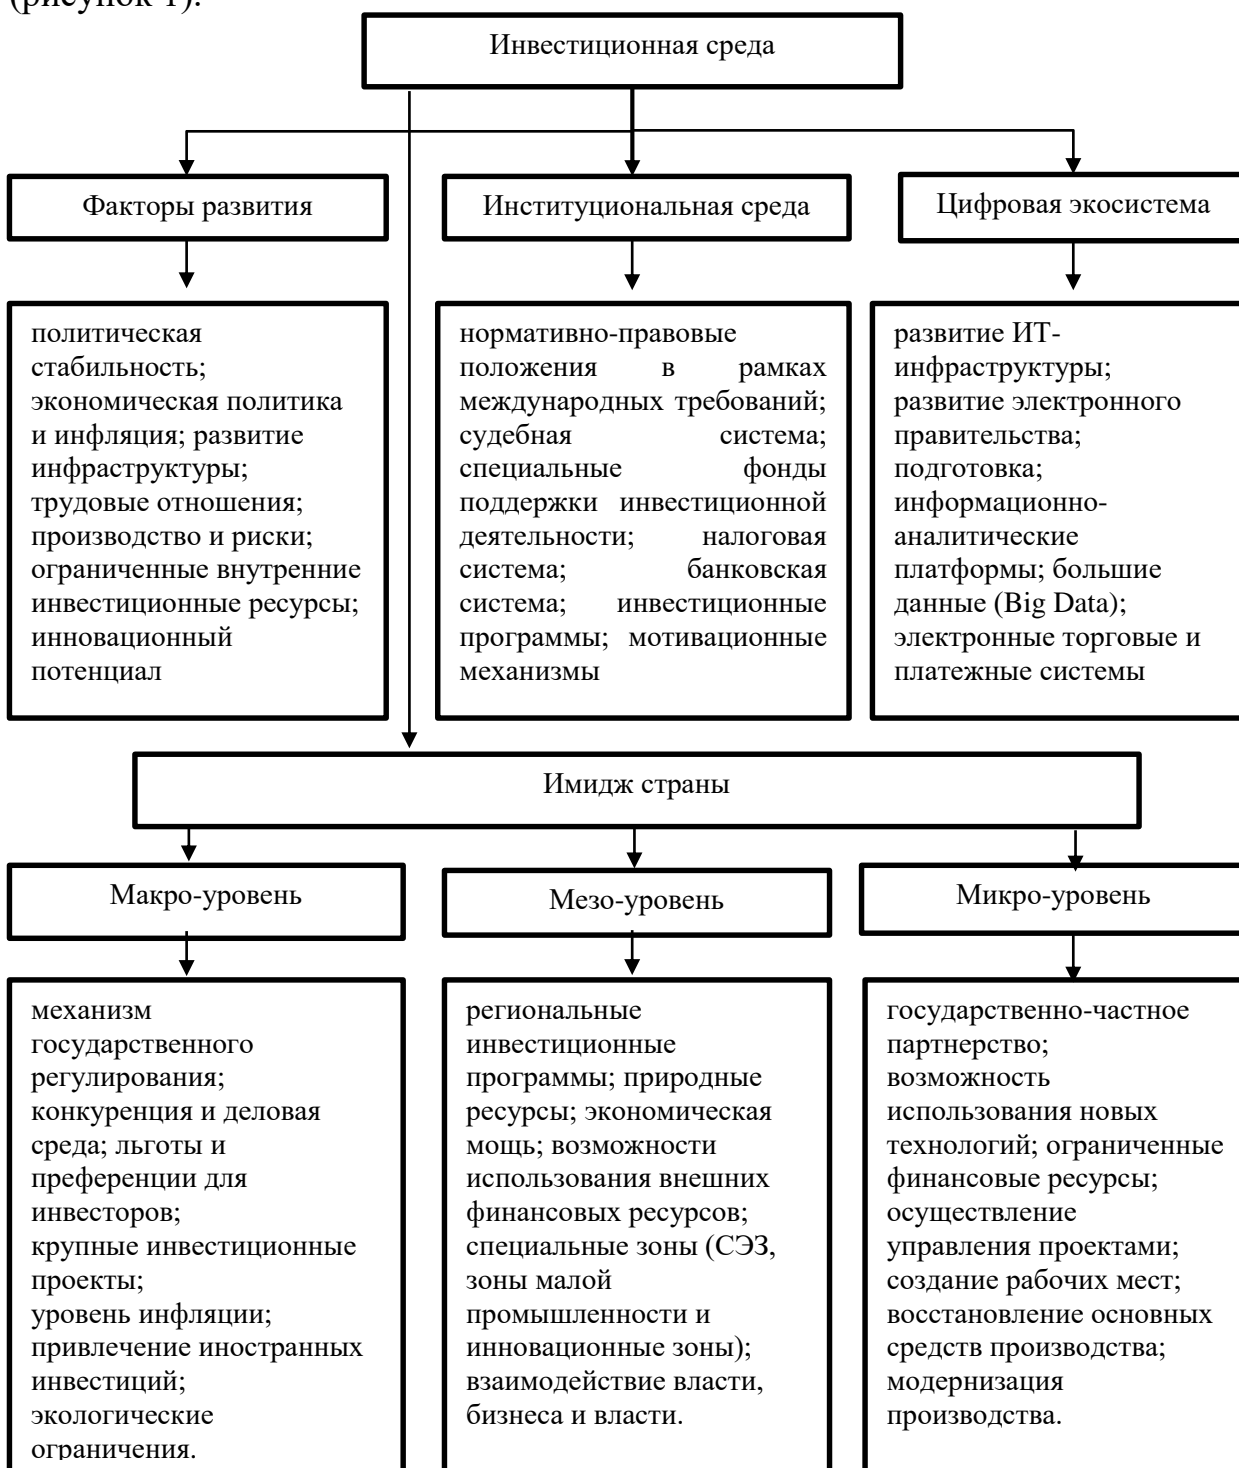 (рисунок 1).
Инвестиционная среда
Факторы развития
Институциональная среда
Цифровая экосистема
политическая
стабильность;
экономическая политика
и инфляция; развитие
инфраструктуры;
трудовые отношения;
производство и риски;
ограниченные внутренние
инвестиционные ресурсы;
инновационный
потенциал
нормативно-правовые
положения в рамках
международных требований;
судебная система;
специальные фонды
поддержки инвестиционной
деятельности; налоговая
система; банковская
система; инвестиционные
программы; мотивационные
механизмы
развитие ИТ-
инфраструктуры;
развитие электронного
правительства;
подготовка;
информационно-
аналитические
платформы; большие
данные (Big Data);
электронные торговые и
платежные системы
Имидж страны
Макро-уровень
Мезо-уровень
Микро-уровень
механизм
государственного
регулирования;
конкуренция и деловая
среда; льготы и
преференции для
инвесторов;
крупные инвестиционные
проекты;
уровень инфляции;
привлечение иностранных
инвестиций;
экологические
ограничения.
региональные
инвестиционные
программы; природные
ресурсы; экономическая
мощь; возможности
использования внешних
финансовых ресурсов;
специальные зоны (СЭЗ,
зоны малой
промышленности и
инновационные зоны);
взаимодействие власти,
бизнеса и власти.
государственно-частное
партнерство;
возможность
использования новых
технологий; ограниченные
финансовые ресурсы;
осуществление
управления проектами;
создание рабочих мест;
восстановление основных
средств производства;
модернизация
производства.